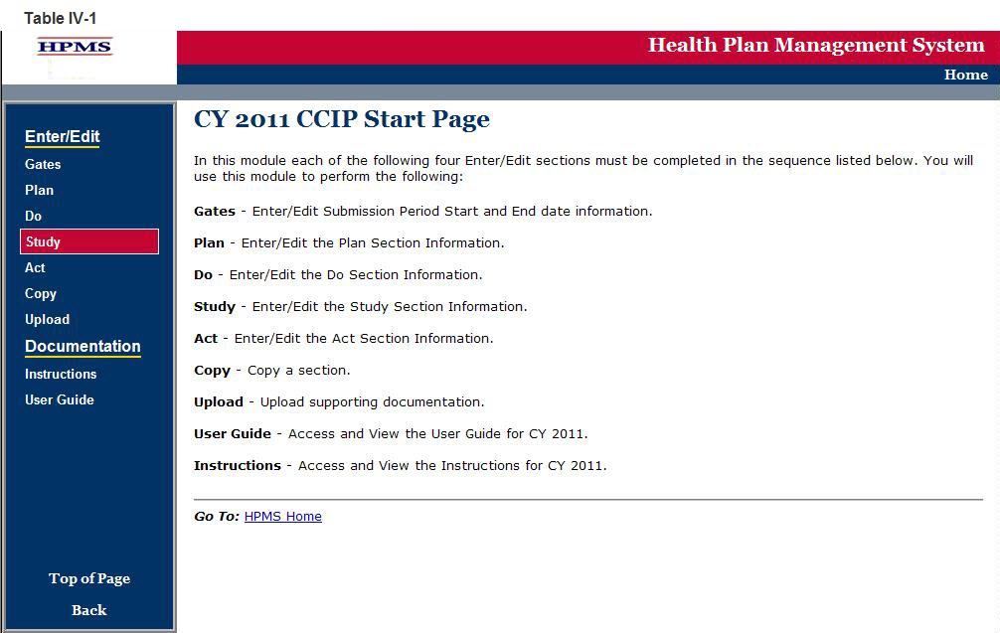 Table IV-1
HPMS
Health Plan Management System
Home
Enter/Edit
Gates
Plan
Do
Study
Act
Copy
Upload
Documentation
Instructions
User Guide
Top of Page
Back
CY 2011 CCIP Start Page
In this module each of the following four Enter/Edit sections must be completed in the sequence listed below. You will
use this module to perform the following:
Gates - Enter/Edit Submission Period Start and End date information.
Plan - Enter/Edit the Plan Section Information.
Do - Enter/Edit the Do Section Information.
Study - Enter/Edit the Study Section Information.
Act - Enter/Edit the Act Section Information.
Copy - Copy a section.
Upload - Upload supporting documentation.
User Guide - Access and View the User Guide for CY 2011.
Instructions - Access and View the Instructions for CY 2011.
Go To: HPMS Home